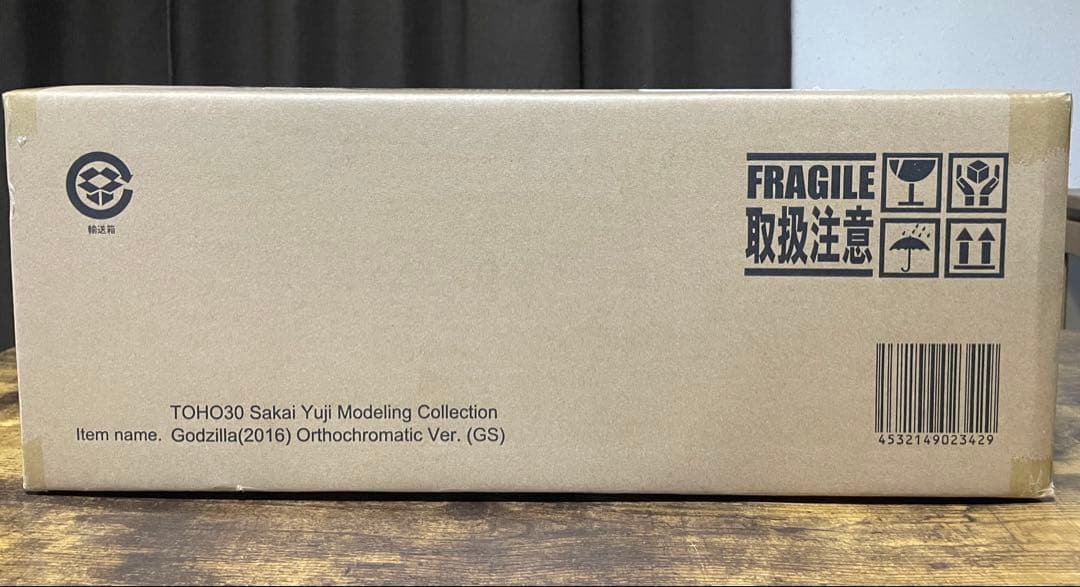 輸送箱
FRAGILE
取扱注意
TOHO30 Sakai Yuji Modeling Collection
Item name. Godzilla(2016) Orthochromatic Ver. (GS)
4532149023429